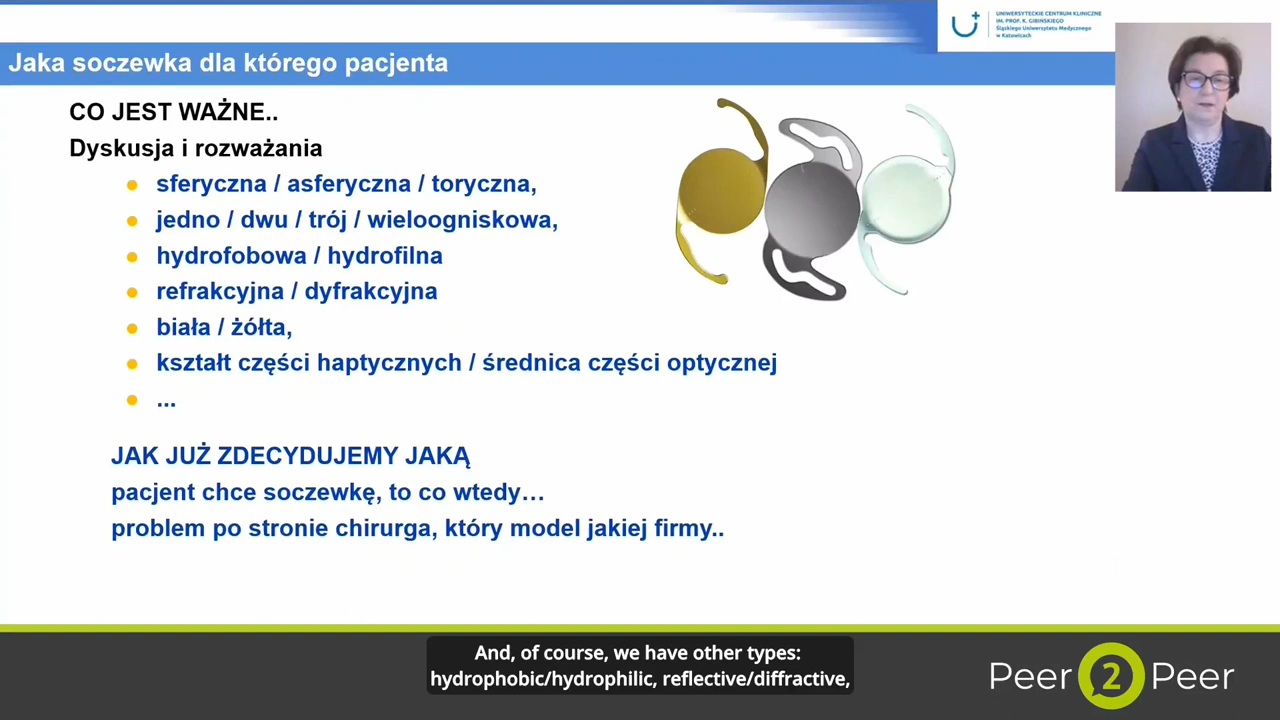 UNIWERSYTECKIE CENTRUM KLINICZNE
IM. PROF. K. GIBIŃSKIEGO
Śląskiego Uniwersytetu Medycznego
w Katowicach
Jaka soczewka dla którego pacjenta
CO JEST WAŻNE..
Dyskusja i rozważania
● sferyczna / asferyczna / toryczna,
● jedno / dwu / trój / wieloogniskowa,
● hydrofobowa / hydrofilna
● refrakcyjna / dyfrakcyjna
● biała / żółta,
● kształt części haptycznych / średnica części optycznej
● ...
JAK JUŻ ZDECYDUJEMY JAKĄ
pacjent chce soczewkę, to co wtedy…
problem po stronie chirurga, który model jakiej firmy..
And, of course, we have other types:
hydrophobic/hydrophilic, reflective/diffractive,
Peer 2 Peer